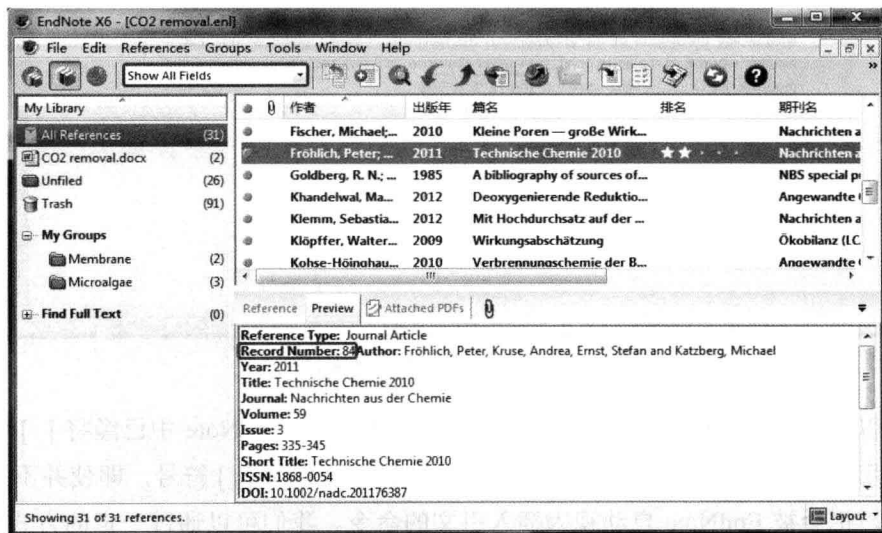 EndNote X6 - [CO2 removal.enl]
File Edit References Groups Tools Window Help
Show All Fields
My Library
All References (31)
CO2 removal.docx (2)
Unfiled (26)
Trash (91)
My Groups
Membrane (2)
Microalgae (3)
Find Full Text (0)
作者 出版年 篇名 排名 期刊名
Fischer, Michael;... 2010 Kleine Poren — große Wirk... Nachrichten a
Fröhlich, Peter; ... 2011 Technische Chemie 2010 Nachrichten a
Goldberg, R. N.; ... 1985 A bibliography of sources of... NBS special p
Khandelwal, Ma... 2012 Deoxygenierende Reduktio... Angewandte
Klemm, Sebastia... 2012 Mit Hochdurchsatz auf der ... Nachrichten a
Klöpffer, Walter... 2009 Wirkungsabschätzung Ökobilanz (LC
Kohse-Höinghau... 2010 Verbrennungschemie der B... Angewandte
Reference Preview Attached PDFs
Reference Type: Journal Article
Record Number: 84 Author: Fröhlich, Peter, Kruse, Andrea, Ernst, Stefan and Katzberg, Michael
Year: 2011
Title: Technische Chemie 2010
Journal: Nachrichten aus der Chemie
Volume: 59
Issue: 3
Pages: 335-345
Short Title: Technische Chemie 2010
ISSN: 1868-0054
DOI: 10.1002/nadc.201176387
Showing 31 of 31 references.
Layout